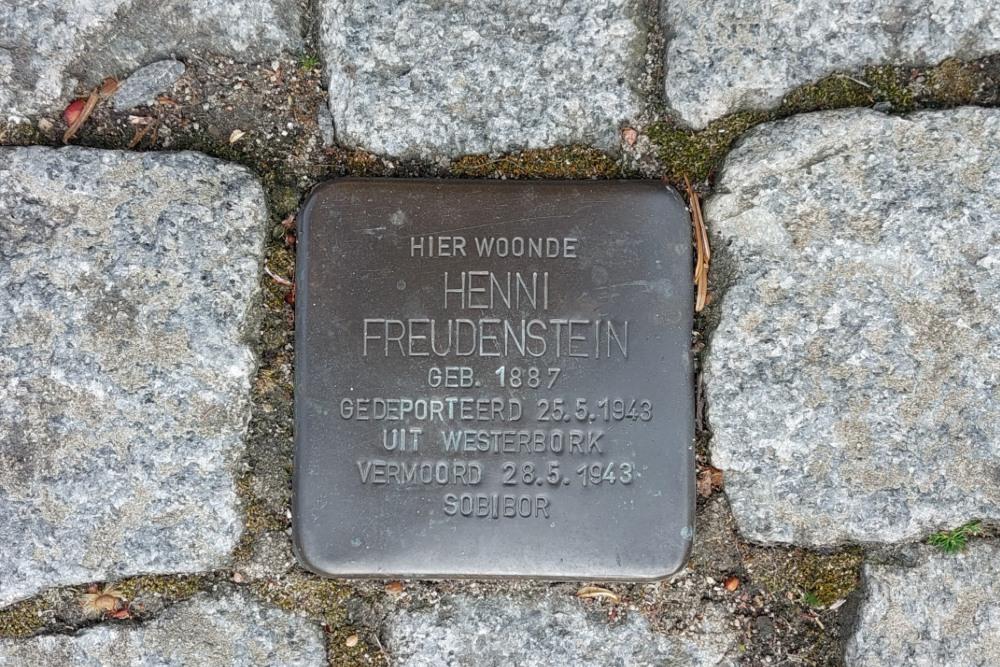 HIER WOONDE
HENNI
FREUDENSTEIN
GEB. 1887
GEDEPORTEERD 25.5.1943
UIT WESTERBORK
VERMOORD 28.5.1943
SOBIBOR